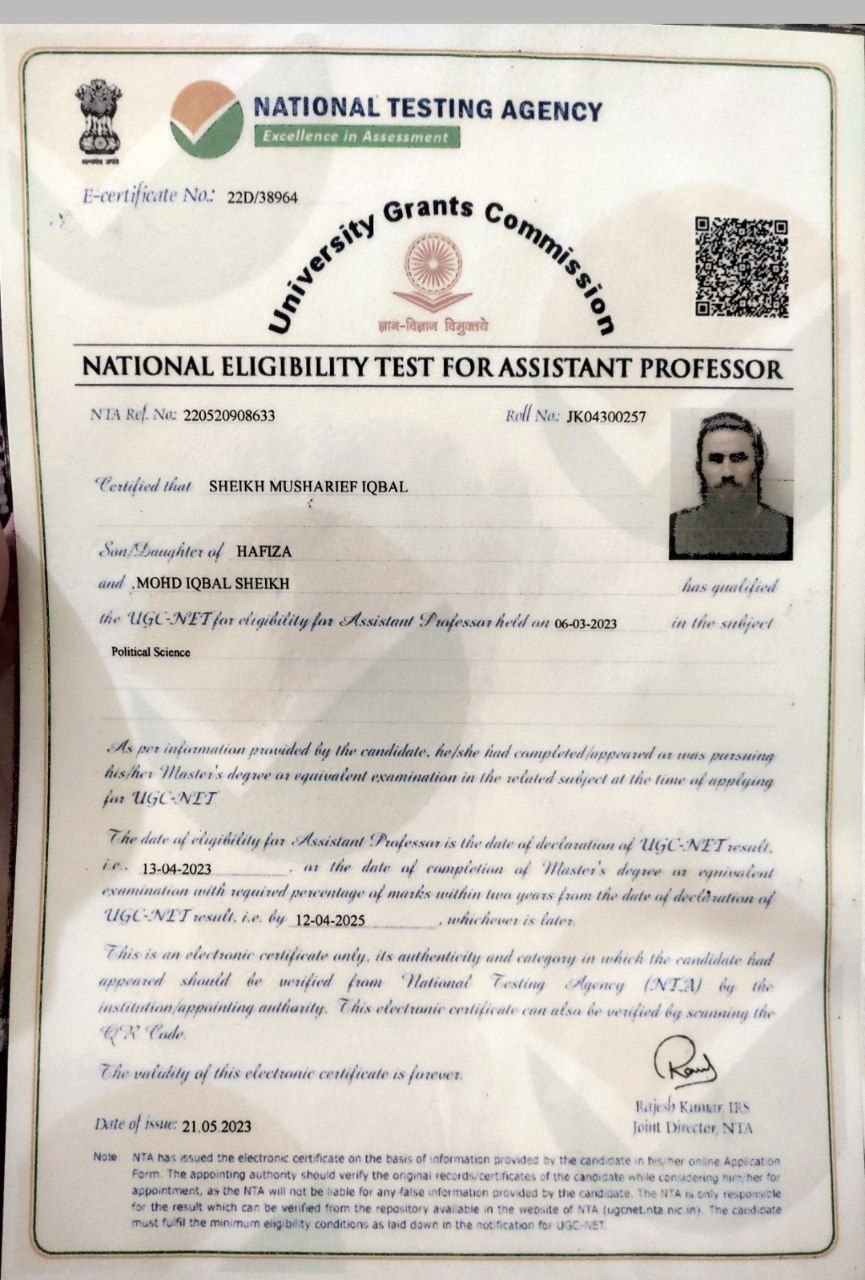 NATIONAL TESTING AGENCY
Excellence in Assessment
E-certificate No.: 22D/38964
University Grants Commission
ज्ञान-विज्ञान विमुक्तये
NATIONAL ELIGIBILITY TEST FOR ASSISTANT PROFESSOR
NTA Ref. No.: 220520908633 Roll No.: JK04300257
Certified that SHEIKH MUSHARIEF IQBAL
Son/Daughter of HAFIZA
and MOHD IQBAL SHEIKH has qualified
the UGC-NET for eligibility for Assistant Professor held on 06-03-2023 in the subject
Political Science
As per information provided by the candidate, he/she had completed/appeared or was pursuing
his/her Master's degree or equivalent examination in the related subject at the time of applying
for UGC-NET
The date of eligibility for Assistant Professor is the date of declaration of UGC-NET result,
i.e. 13-04-2023, or the date of completion of Master's degree or equivalent
examination with required percentage of marks within two years from the date of declaration of
UGC-NET result, i.e. by 12-04-2025, whichever is later.
This is an electronic certificate only, its authenticity and category in which the candidate had
appeared should be verified from National Testing Agency (NTA) by the
institution/appointing authority. This electronic certificate can also be verified by scanning the
QR Code.
The validity of this electronic certificate is forever.
Rajesh Kumar, IRS
Date of issue: 21.05.2023 Joint Director, NTA
Note: NTA has issued the electronic certificate on the basis of information provided by the candidate in his/her online Application
Form. The appointing authority should verify the original records/certificates of the candidate while considering him/her for
appointment, as the NTA will not be liable for any false information provided by the candidate. The NTA is only responsible
for the result which can be verified from the repository available in the website of NTA (ugcnet.nta.nic.in). The candidate
must fulfil the minimum eligibility conditions as laid down in the notification for UGC-NET.